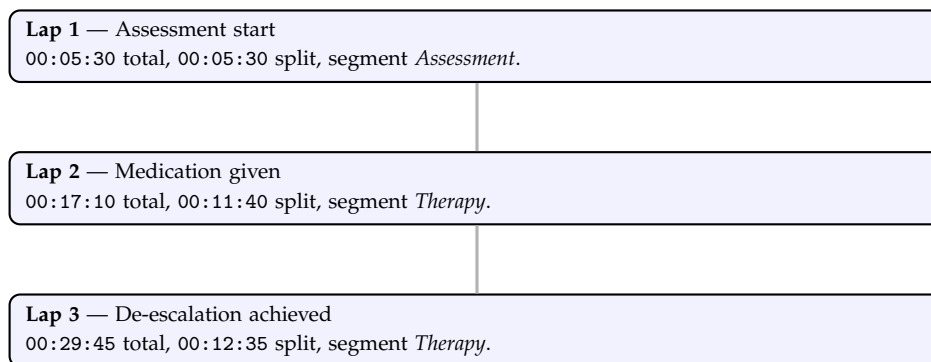 Lap 1 — Assessment start
00:05:30 total, 00:05:30 split, segment Assessment.
Lap 2 — Medication given
00:17:10 total, 00:11:40 split, segment Therapy.
Lap 3 — De-escalation achieved
00:29:45 total, 00:12:35 split, segment Therapy.